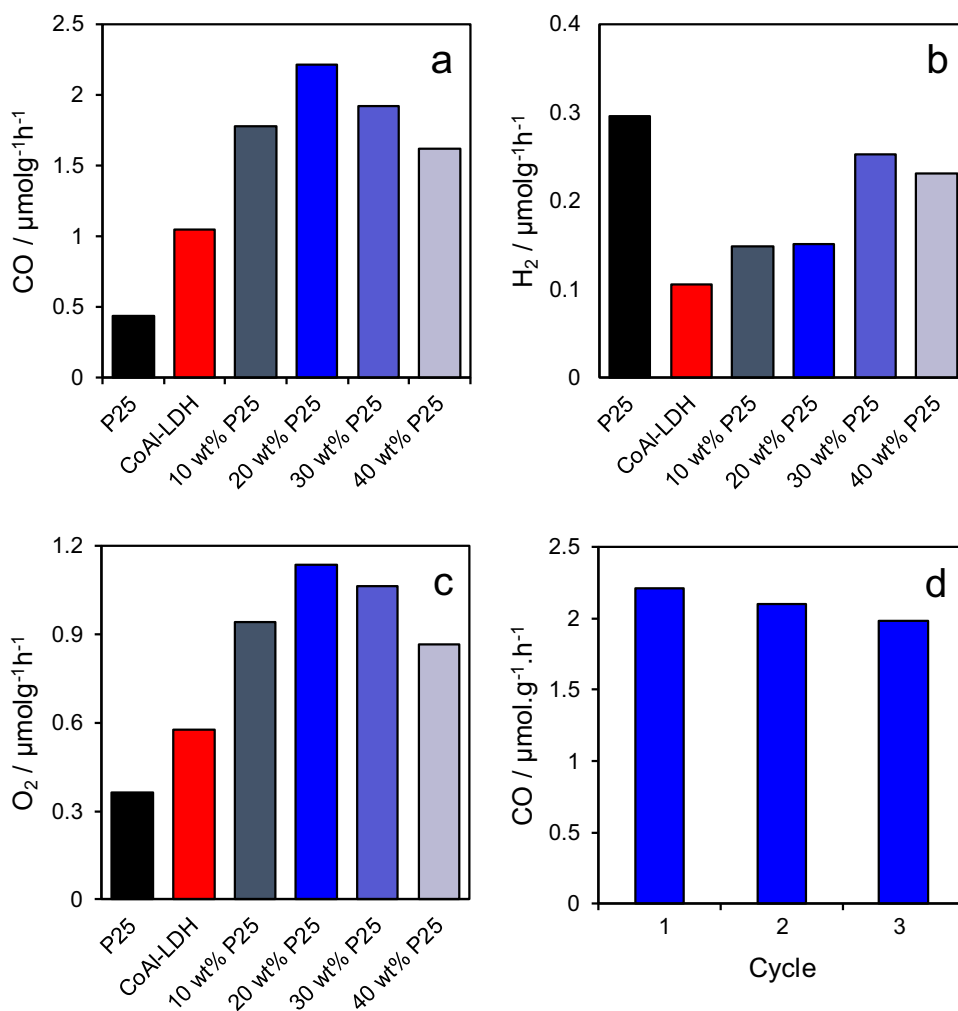 a
CO / µmolg⁻¹h⁻¹
2.5
2
1.5
1
0.5
0
P25
CoAl-LDH
10 wt% P25
20 wt% P25
30 wt% P25
40 wt% P25
b
H₂ / µmolg⁻¹h⁻¹
0.4
0.3
0.2
0.1
0
P25
CoAl-LDH
10 wt% P25
20 wt% P25
30 wt% P25
40 wt% P25
c
O₂ / µmolg⁻¹h⁻¹
1.2
0.9
0.6
0.3
0
P25
CoAl-LDH
10 wt% P25
20 wt% P25
30 wt% P25
40 wt% P25
d
CO / µmol.g⁻¹.h⁻¹
2.5
2
1.5
1
0.5
0
1
2
3
Cycle